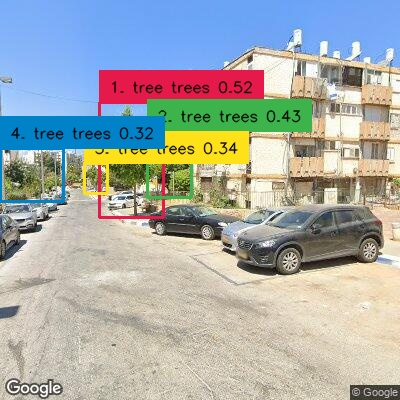 1. tree trees 0.52
2. tree trees 0.43
4. tree trees 0.32
3. tree trees 0.34
Google
© Google